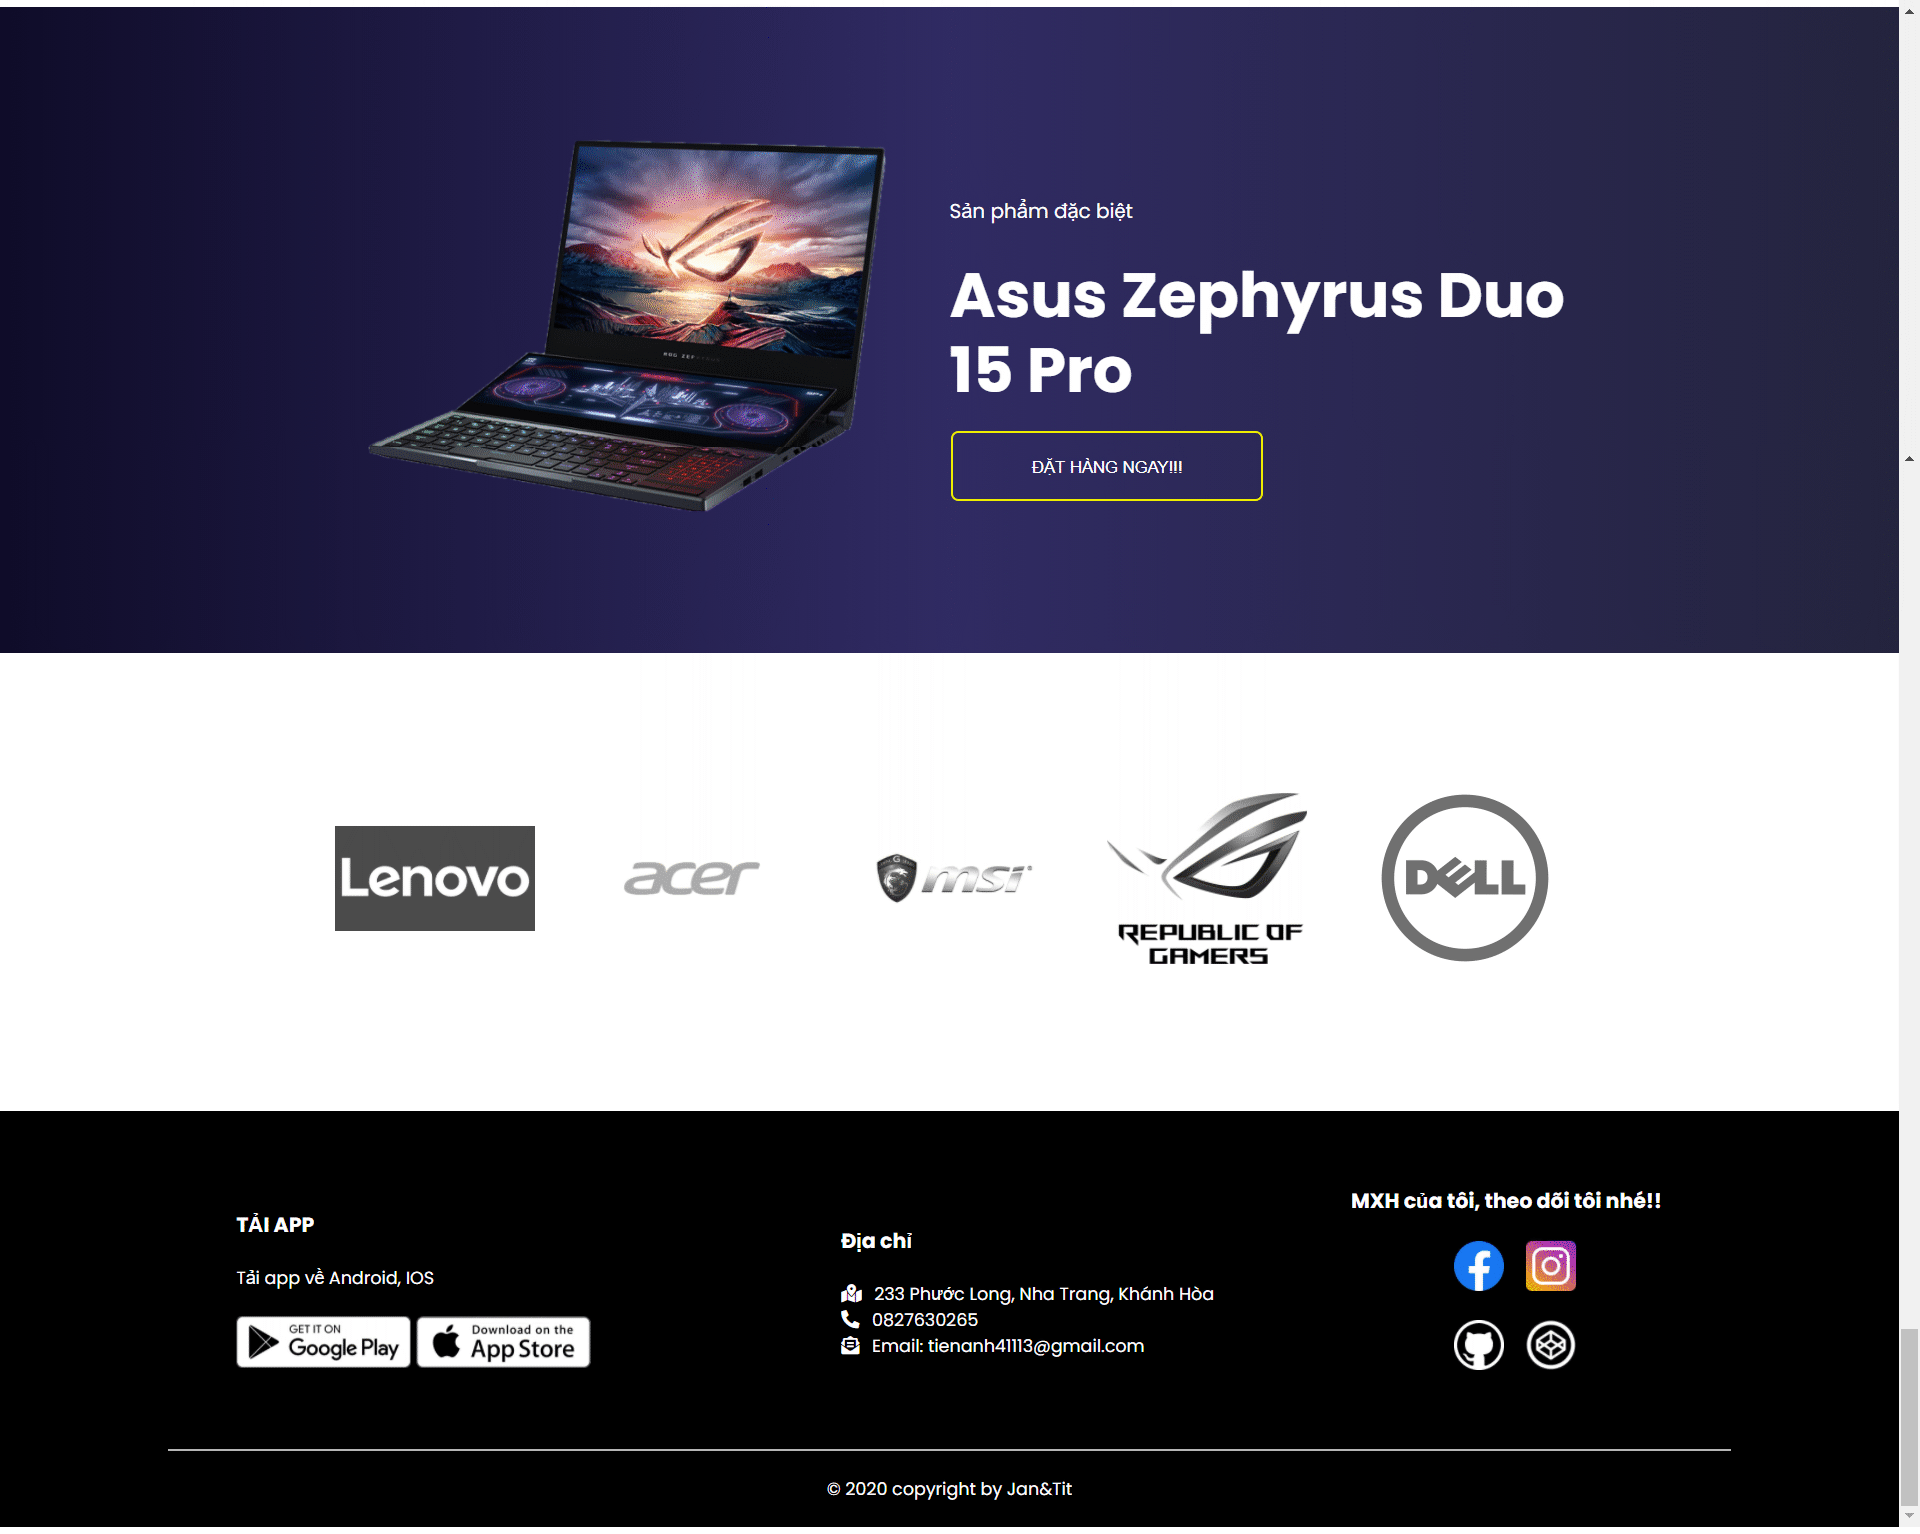 Sản phẩm đặc biệt
Asus Zephyrus Duo
15 Pro
ĐẶT HÀNG NGAY!!!
ROG ZEPHYRUS
Lenovo
acer
msi
REPUBLIC OF
GAMERS
DELL
TẢI APP
Tải app về Android, IOS
GET IT ON
Google Play
Download on the
App Store
Địa chỉ
233 Phước Long, Nha Trang, Khánh Hòa
0827630265
Email: tienanh41113@gmail.com
MXH của tôi, theo dõi tôi nhé!!
© 2020 copyright by Jan&Tit